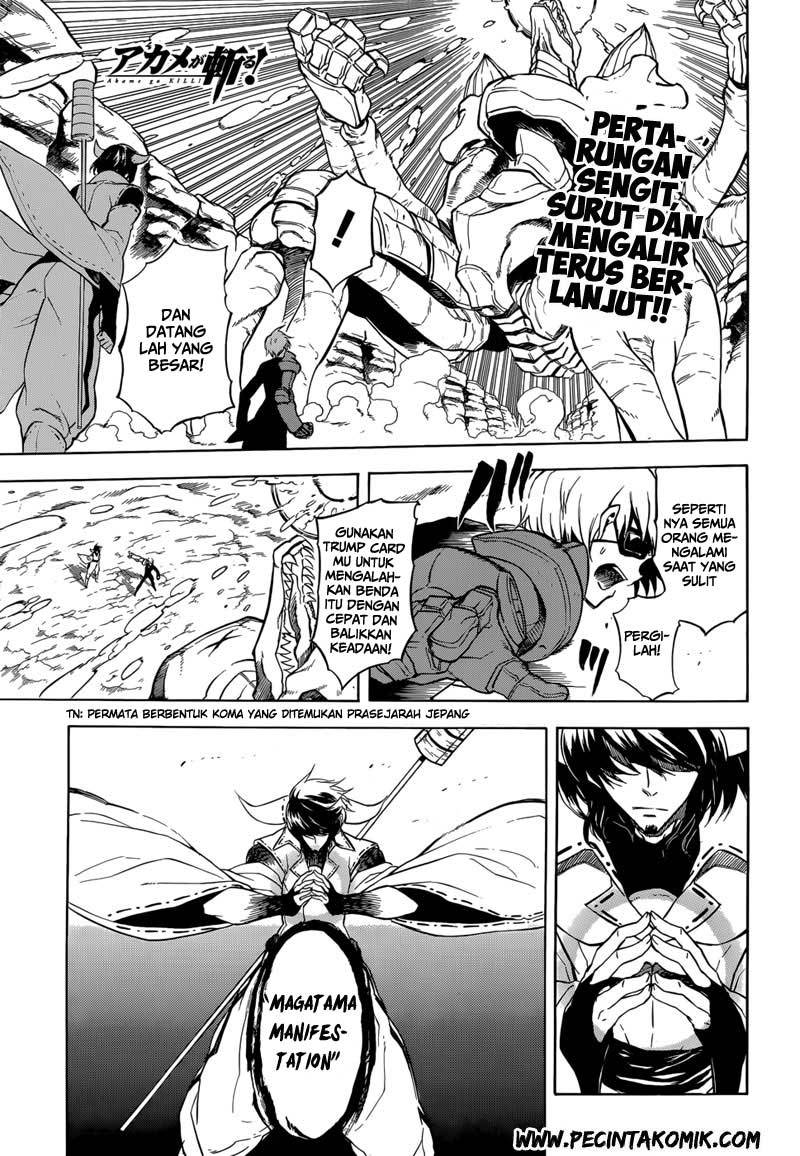 アカメが斬る!
Akame ga KILL!
PERTA-
RUNGAN
SENGIT,
SURUT DAN
MENGALIR
TERUS BER-
LANJUT!!
!
DAN
DATANG
LAH YANG
BESAR!
SEPERTI
NYA SEMUA
ORANG ME-
NGALAMI
SAAT YANG
SULIT
PERGI-
LAH!
GUNAKAN
TRUMP CARD
MU UNTUK
MENGALAH-
KAN BENDA
ITU DENGAN
CEPAT DAN
BALIKKAN
KEADAAN!
TN: PERMATA BERBENTUK KOMA YANG DITEMUKAN PRASEJARAH JEPANG
"MAGATAMA
MANIFES-
TATION"
WWW.PECINTAKOMIK.COM